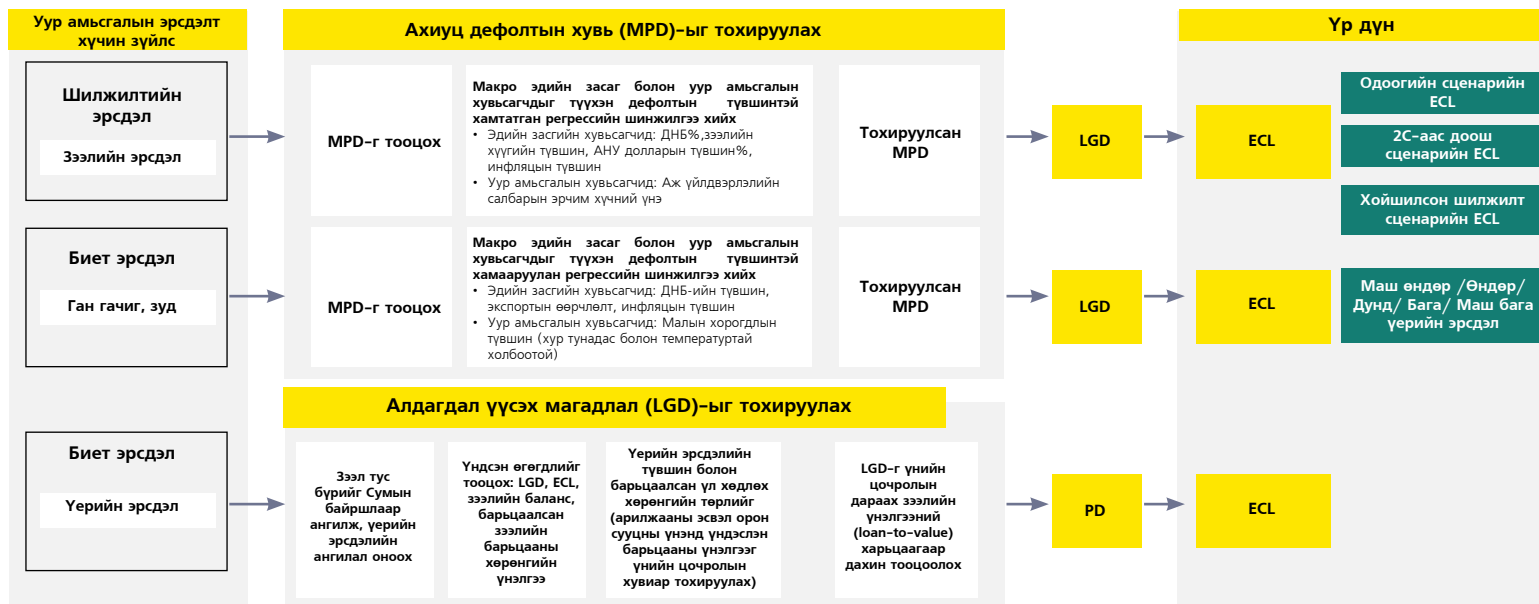 Уур амьсгалын эрсдэлт
хүчин зүйлс
Ахиуц дефолтын хувь (MPD)-ыг тохируулах
Үр дүн
Шилжилтийн
эрсдэл
Зээлийн эрсдэл
MPD-г тооцох
Макро эдийн засаг болон уур амьсгалын
хувьсагчдыг түүхэн дефолтын түвшинтэй
хамтатган регрессийн шинжилгээ хийх
• Эдийн засгийн хувьсагчид: ДНБ%,зээлийн
хүүгийн түвшин, АНУ долларын түвшин%,
инфляцын түвшин
• Уур амьсгалын хувьсагчид: Аж үйлдвэрлэлийн
салбарын эрчим хүчний үнэ
Тохируулсан
MPD
LGD
ECL
Одоогийн сценарийн
ECL
2C-аас доош
сценарийн ECL
Хойшилсон шилжилт
сценарийн ECL
Биет эрсдэл
Ган гачиг, зуд
MPD-г тооцох
Макро эдийн засаг болон уур амьсгалын
хувьсагчдыг түүхэн дефолтын түвшинтэй
хамааруулан регрессийн шинжилгээ хийх
• Эдийн засгийн хувьсагчид: ДНБ-ийн түвшин,
экспортын өөрчлөлт, инфляцын түвшин
• Уур амьсгалын хувьсагчид: Малын хорогдлын
түвшин (хур тунадас болон температуртай
холбоотой)
Тохируулсан
MPD
LGD
ECL
Маш өндөр /Өндөр/
Дунд/ Бага/ Маш бага
үерийн эрсдэл
Алдагдал үүсэх магадлал (LGD)-ыг тохируулах
Биет эрсдэл
Үерийн эрсдэл
Зээл тус
бүрийг Сумын
байршлаар
ангилж, үерийн
эрсдэлийн
ангилал оноох
Үндсэн өгөгдлийг
тооцох: LGD, ECL,
зээлийн баланс,
барьцаалсан
зээлийн
барьцааны
хөрөнгийн
үнэлгээ
Үерийн эрсдэлийн
түвшин болон
барьцаалсан үл хөдлөх
хөрөнгийн төрлийг
(арилжааны эсвэл орон
сууцны үнэнд үндэслэн
барьцааны үнэлгээг
үнийн цочролын
хувиар тохируулах)
LGD-г үнийн
цочролын
дараах зээлийн
үнэлгээний
(loan-to-value)
харьцаагаар
дахин тооцоолох
PD
ECL